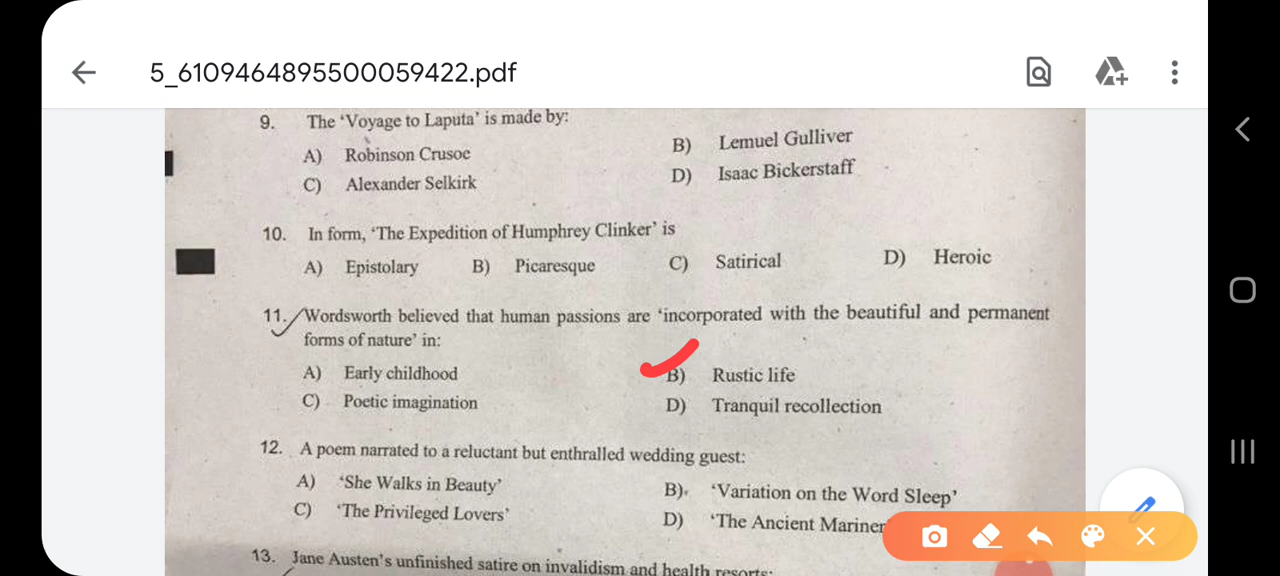 5_6109464895500059422.pdf
9. The ‘Voyage to Laputa’ is made by:
A) Robinson Crusoe B) Lemuel Gulliver
C) Alexander Selkirk D) Isaac Bickerstaff
10. In form, ‘The Expedition of Humphrey Clinker’ is
A) Epistolary B) Picaresque C) Satirical D) Heroic
11. Wordsworth believed that human passions are ‘incorporated with the beautiful and permanent
forms of nature’ in:
A) Early childhood B) Rustic life
C) Poetic imagination D) Tranquil recollection
12. A poem narrated to a reluctant but enthralled wedding guest:
A) ‘She Walks in Beauty’ B) ‘Variation on the Word Sleep’
C) ‘The Privileged Lovers’ D) ‘The Ancient Mariner
13. Jane Austen’s unfinished satire on invalidism and health resorts: